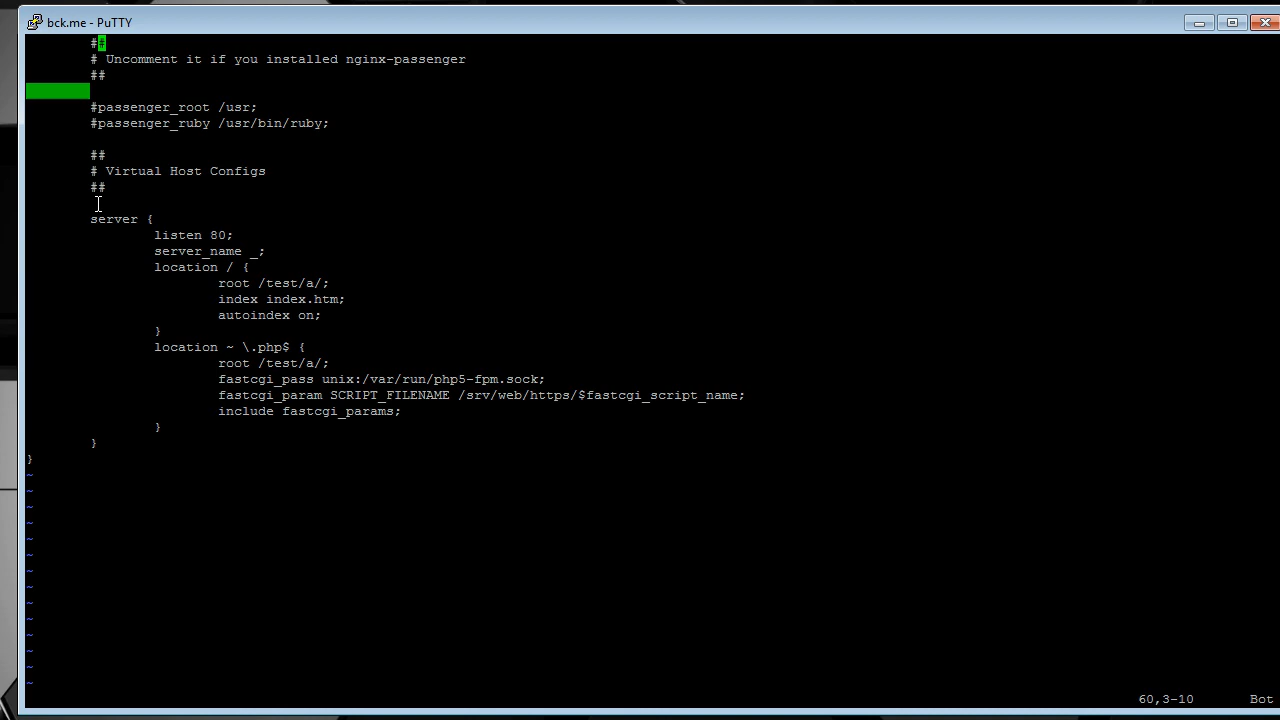 bck.me - PuTTY
##
# Uncomment it if you installed nginx-passenger
##
#passenger_root /usr;
#passenger_ruby /usr/bin/ruby;
##
# Virtual Host Configs
##
server {
listen 80;
server_name _;
location / {
root /test/a/;
index index.htm;
autoindex on;
}
location ~ \.php$ {
root /test/a/;
fastcgi_pass unix:/var/run/php5-fpm.sock;
fastcgi_param SCRIPT_FILENAME /srv/web/https/$fastcgi_script_name;
include fastcgi_params;
}
}
}
~
~
~
~
~
~
~
~
~
~
~
~
~
~
60,3-10 Bot